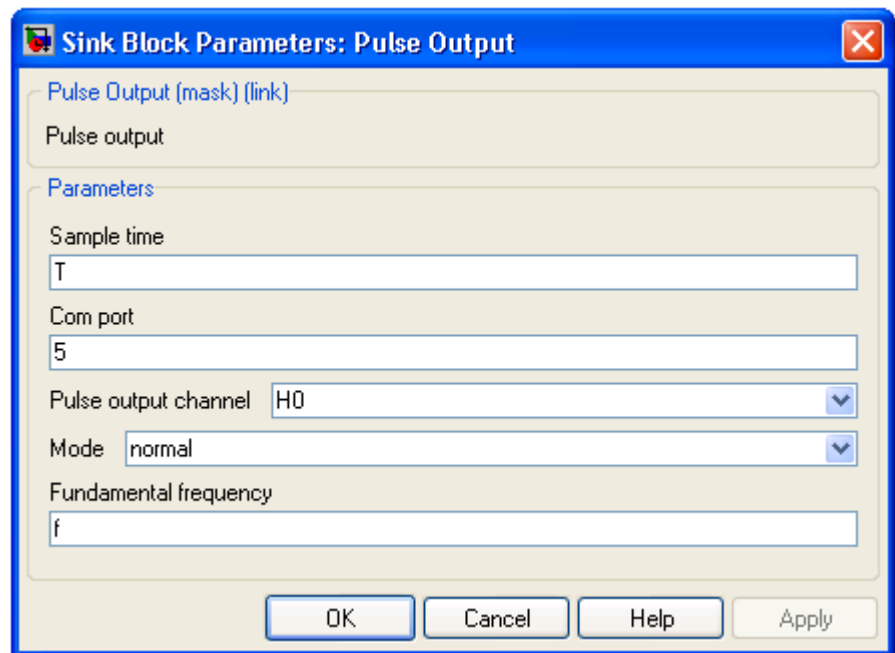 Sink Block Parameters: Pulse Output
Pulse Output (mask) (link)
Pulse output
Parameters
Sample time
T
Com port
5
Pulse output channel H0
Mode normal
Fundamental frequency
f
OK Cancel Help Apply